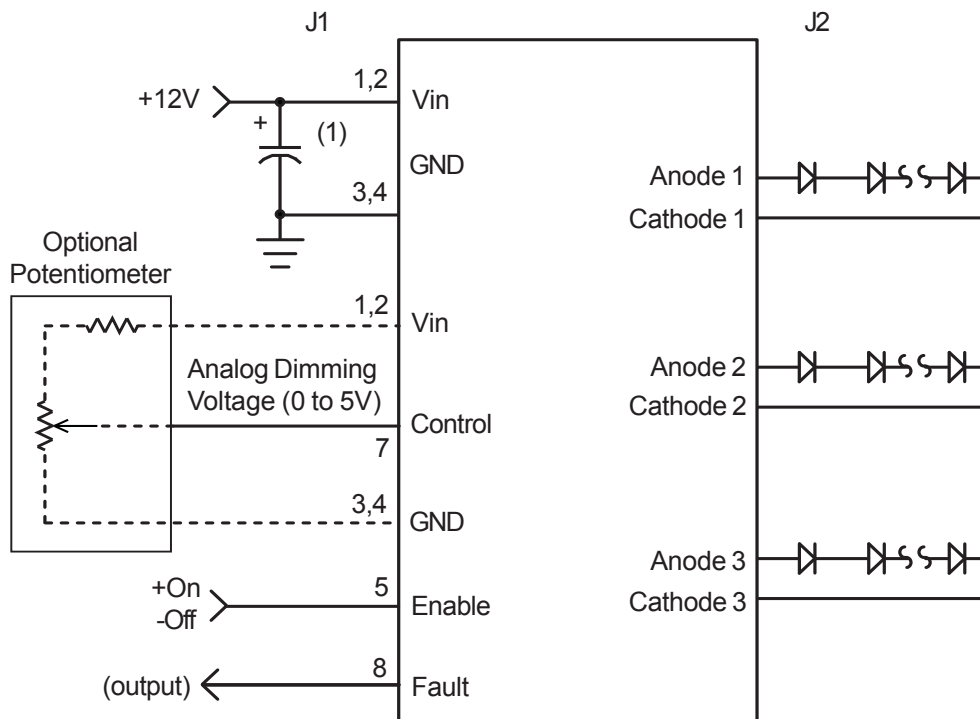 J1
J2
1,2
+12V
Vin
+
(1)
GND
3,4
Anode 1
Cathode 1
Optional
Potentiometer
1,2
Vin
Analog Dimming
Voltage (0 to 5V)
Control
7
Anode 2
Cathode 2
3,4
GND
Anode 3
Cathode 3
+On
-Off
5
Enable
(output)
8
Fault